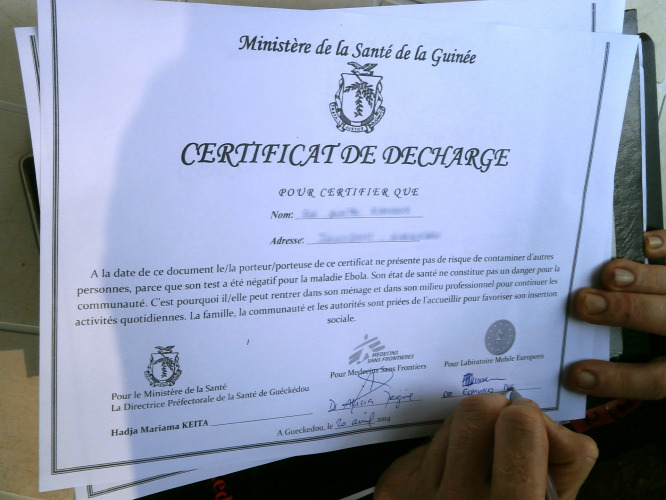 Ministère de la Santé de la Guinée
CERTIFICAT DE DECHARGE
POUR CERTIFIER QUE
Nom:
Adresse:
A la date de ce document le/la porteur/porteuse de ce certificat ne présente pas de risque de contaminer d'autres
personnes, parce que son test a été négatif pour la maladie Ebola. Son état de santé ne constitue pas un danger pour la
communauté. C'est pourquoi il/elle peut rentrer dans son ménage et dans son milieu professionnel pour continuer les
activités quotidiennes. La famille, la communauté et les autorités sont priées de l'accueillir pour favoriser son insertion
sociale.
MEDECINS
SANS FRONTIERES
Pour le Ministère de la Santé
La Directrice Préfectorale de la Santé de Guéckédou
Pour Medecins Sans Frontiers
Pour Labiratoire Mobile Europeen
Hadja Mariama KEITA
A Gueckedou, le 20 avril 2014